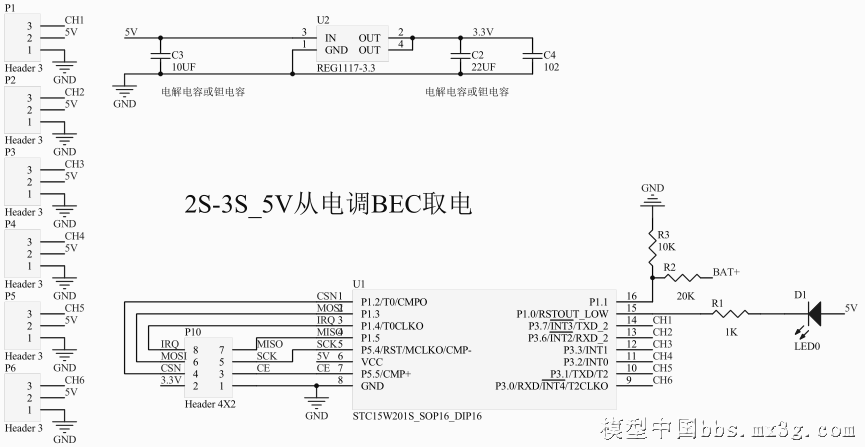 P1
3 CH1
2 5V
1
Header 3 GND
P2
3 CH2
2 5V
1
Header 3 GND
P3
3 CH3
2 5V
1
Header 3 GND
P4
3 CH4
2 5V
1
Header 3 GND
P5
3 CH5
2 5V
1
Header 3 GND
P6
3 CH6
2 5V
1
Header 3 GND
U2
5V 3 IN OUT 2 3.3V
1 GND OUT 4
REG1117-3.3
C3
10UF
C2
22UF
C4
102
GND
电解电容或钽电容
电解电容或钽电容
2S-3S_5V从电调BEC取电
GND
R3
10K
R2
BAT+
20K
R1
1K
D1
5V
LED0
U1
CSN 1 P1.2/T0/CMPO P1.1 16
MOSI 2 P1.3 P1.0/RSTOUT_LOW 15
IRQ 3 P1.4/T0CLKO P3.7/INT3/TXD_2 14 CH1
MISO 4 P1.5 P3.6/INT2/RXD_2 13 CH2
SCK 5 P5.4/RST/MCLKO/CMP- P3.3/INT1 12 CH3
5V 6 VCC P3.2/INT0 11 CH4
CE 7 P5.5/CMP+ P3.1/TXD/T2 10 CH5
8 GND P3.0/RXD/INT4/T2CLKO 9 CH6
STC15W201S_SOP16_DIP16
P10
IRQ 8 7 MISO
MOSI 6 5 SCK
CSN 4 3 CE
3.3V 2 1
Header 4X2
GND
模型中国bbs.mx3g.com